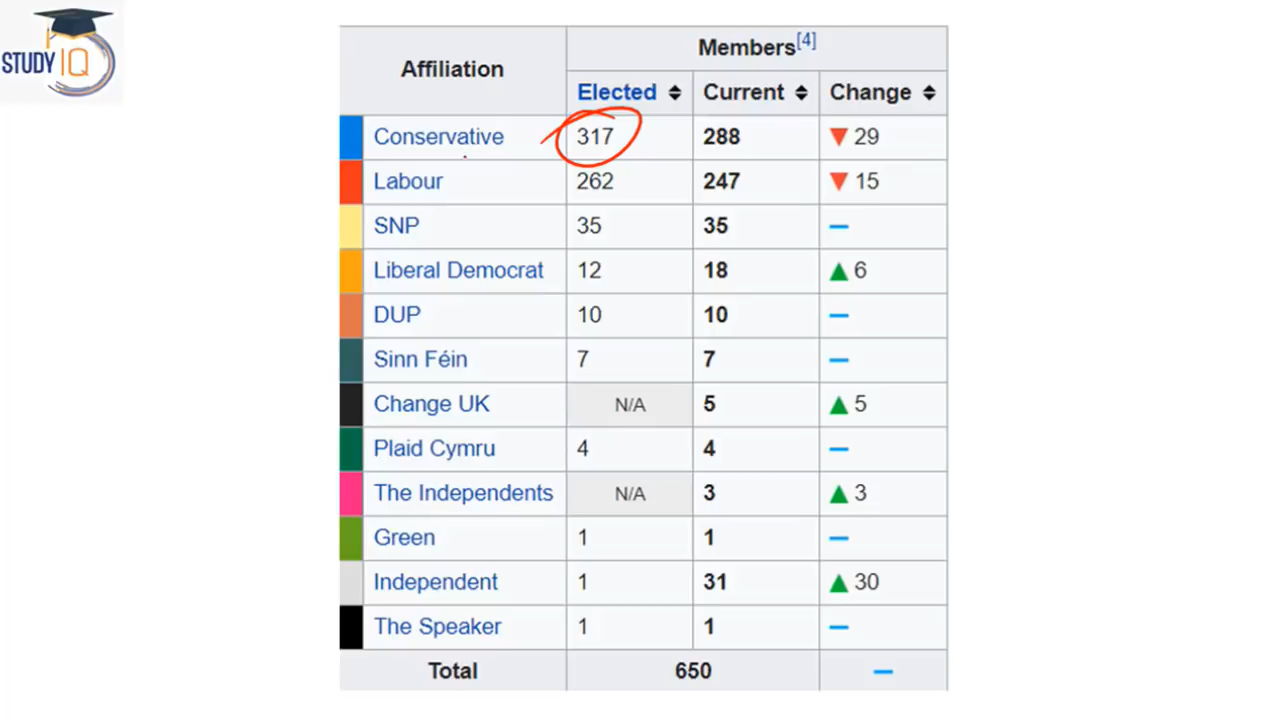 STUDY IQ
Affiliation Members[4]
Elected Current Change
Conservative 317 288 29
Labour 262 247 15
SNP 35 35 –
Liberal Democrat 12 18 6
DUP 10 10 –
Sinn Féin 7 7 –
Change UK N/A 5 5
Plaid Cymru 4 4 –
The Independents N/A 3 3
Green 1 1 –
Independent 1 31 30
The Speaker 1 1 –
Total 650 –